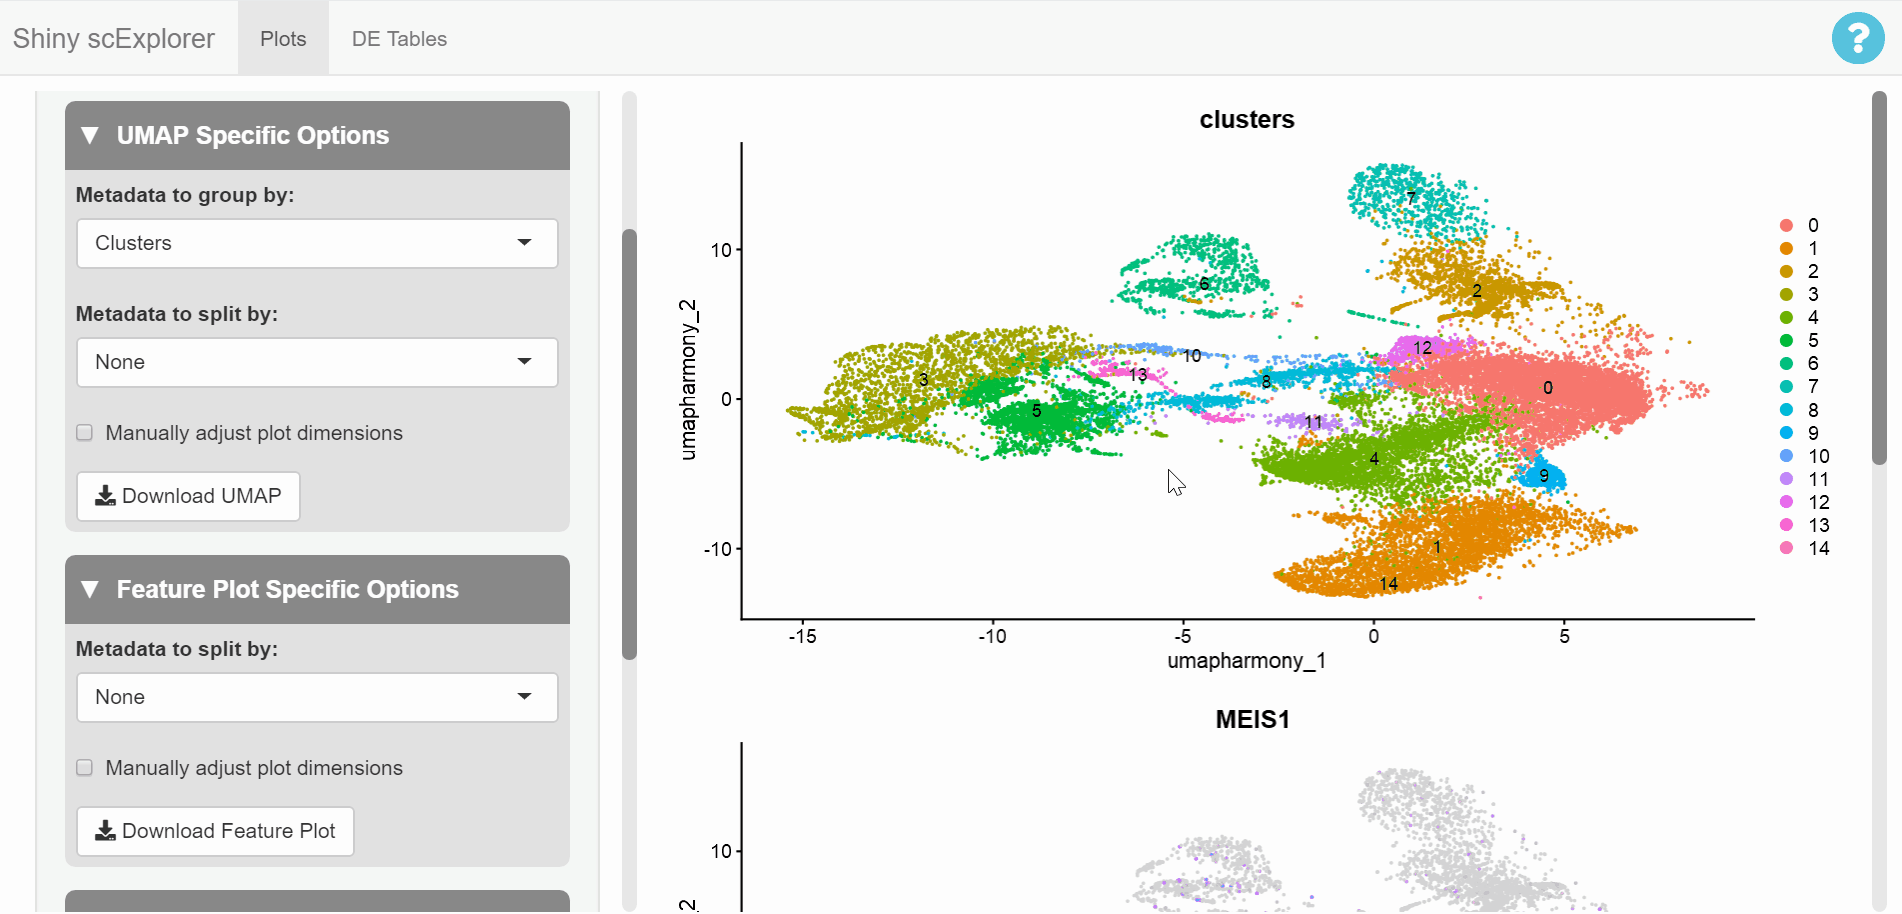 Shiny scExplorer
Plots
DE Tables
?
UMAP Specific Options
Metadata to group by:
Clusters
Metadata to split by:
None
Manually adjust plot dimensions
Download UMAP
Feature Plot Specific Options
Metadata to split by:
None
Manually adjust plot dimensions
Download Feature Plot
clusters
umapharmony_2
10
0
-10
7
6
2
10
12
3
13
8
0
5
11
4
9
1
14
-15
-10
-5
0
5
umapharmony_1
0
1
2
3
4
5
6
7
8
9
10
11
12
13
14
MEIS1
10
_2